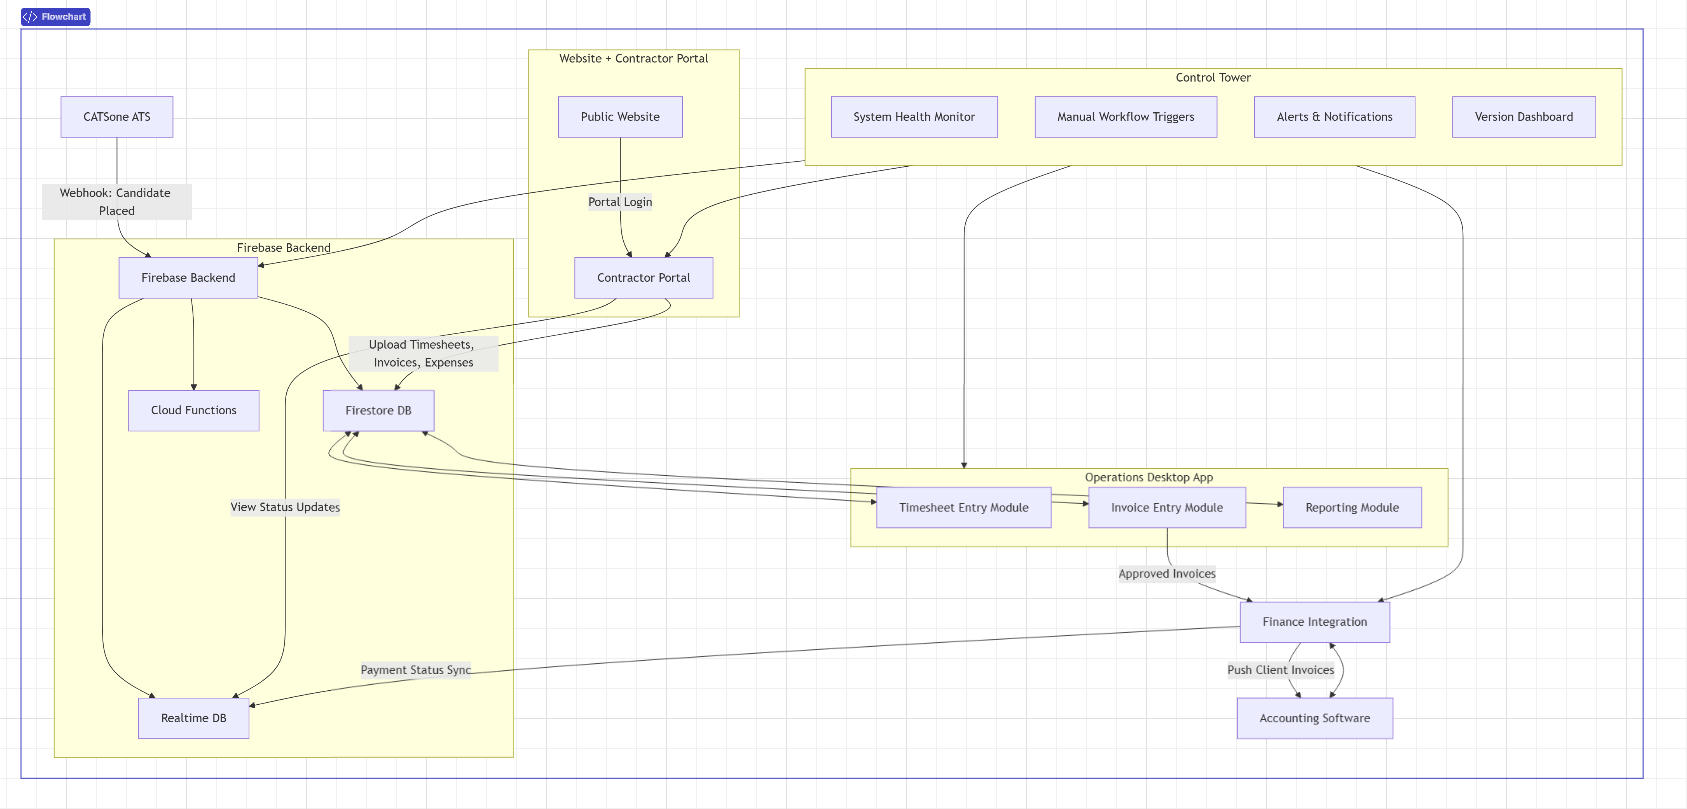 </> Flowchart
Website + Contractor Portal
Control Tower
CATSone ATS
Public Website
System Health Monitor
Manual Workflow Triggers
Alerts & Notifications
Version Dashboard
Webhook: Candidate
Placed
Portal Login
Firebase Backend
Firebase Backend
Contractor Portal
Upload Timesheets,
Invoices, Expenses
Cloud Functions
Firestore DB
Operations Desktop App
View Status Updates
Timesheet Entry Module
Invoice Entry Module
Reporting Module
Approved Invoices
Finance Integration
Payment Status Sync
Push Client Invoices
Realtime DB
Accounting Software